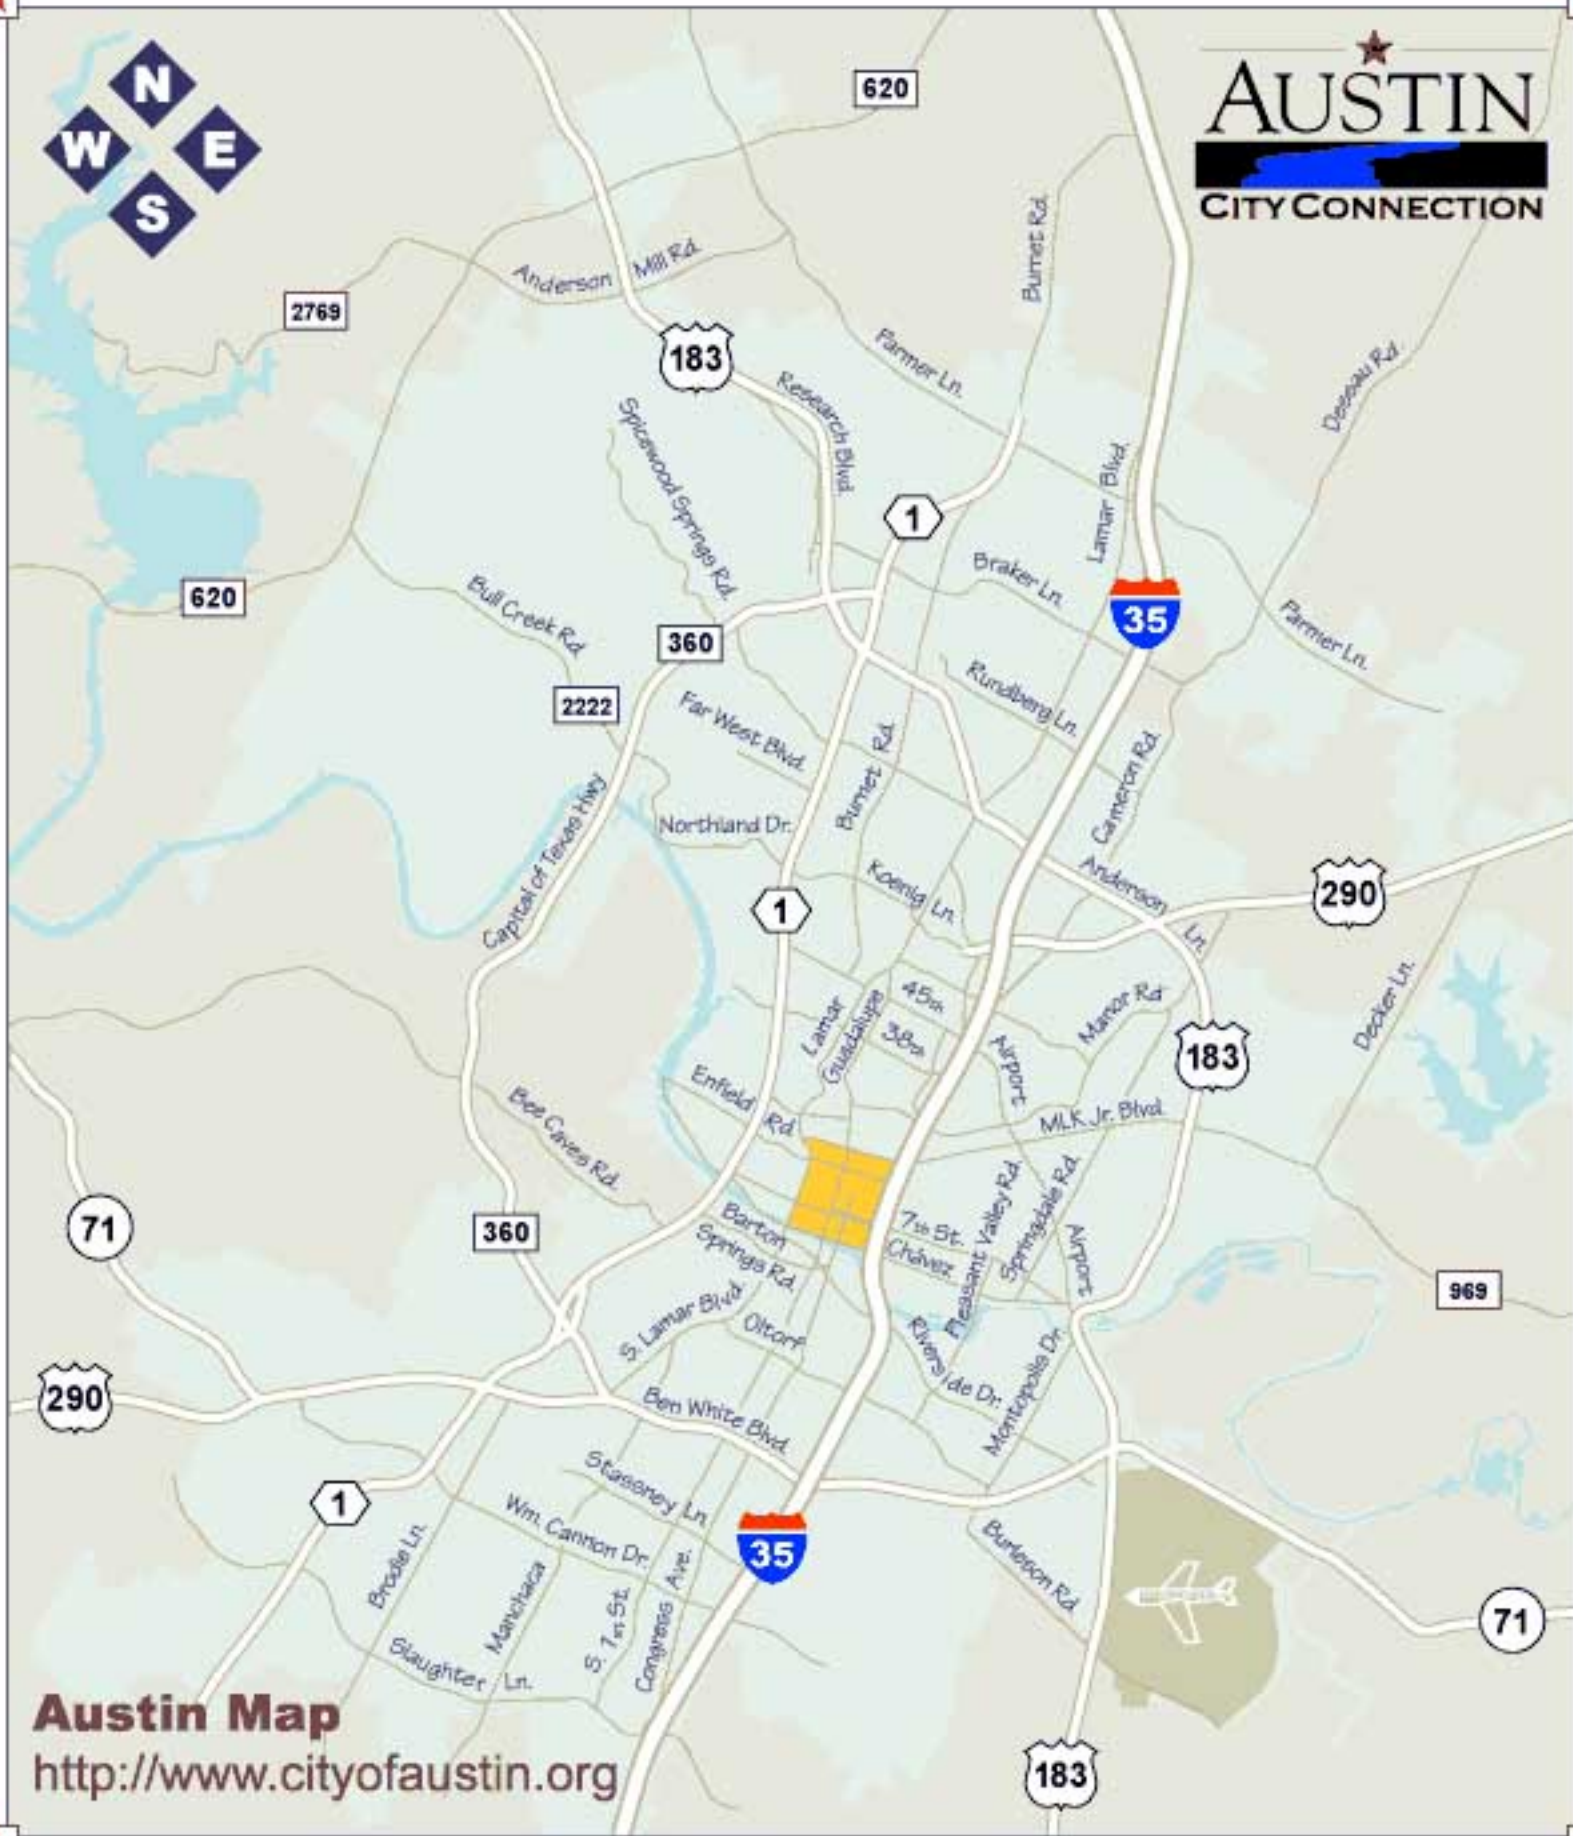 N
W E
S
AUSTIN
CITY CONNECTION
620
Burnet Rd.
Anderson Mill Rd.
2769
183
Parmer Ln.
Dessau Rd.
Research Blvd.
Spicewood Springs Rd.
Lamar Blvd.
1
Braker Ln.
620
Bull Creek Rd.
35
Parmer Ln.
360
Rundberg Ln.
2222
Far West Blvd.
Burnet Rd.
Cameron Rd.
Capital of Texas Hwy
Northland Dr.
Koenig Ln.
Anderson Ln.
290
1
45th
Manor Rd
Decker Ln.
Lamar
Guadalupe
38th
Airport
183
Enfield Rd.
MLK Jr. Blvd.
Bee Caves Rd.
71
360
Barton
Springs Rd.
7th St.
Chávez
Pleasant Valley Rd.
Springdale Rd.
Airport
969
S. Lamar Blvd.
Oltorf
Riverside Dr.
Montopolis Dr.
290
Ben White Blvd.
1
Stassney Ln.
Wm. Cannon Dr.
35
Burleson Rd.
Brodie Ln.
Manchaca
S. 1st St.
Congress Ave.
71
Slaughter Ln.
183
Austin Map
http://www.cityofaustin.org